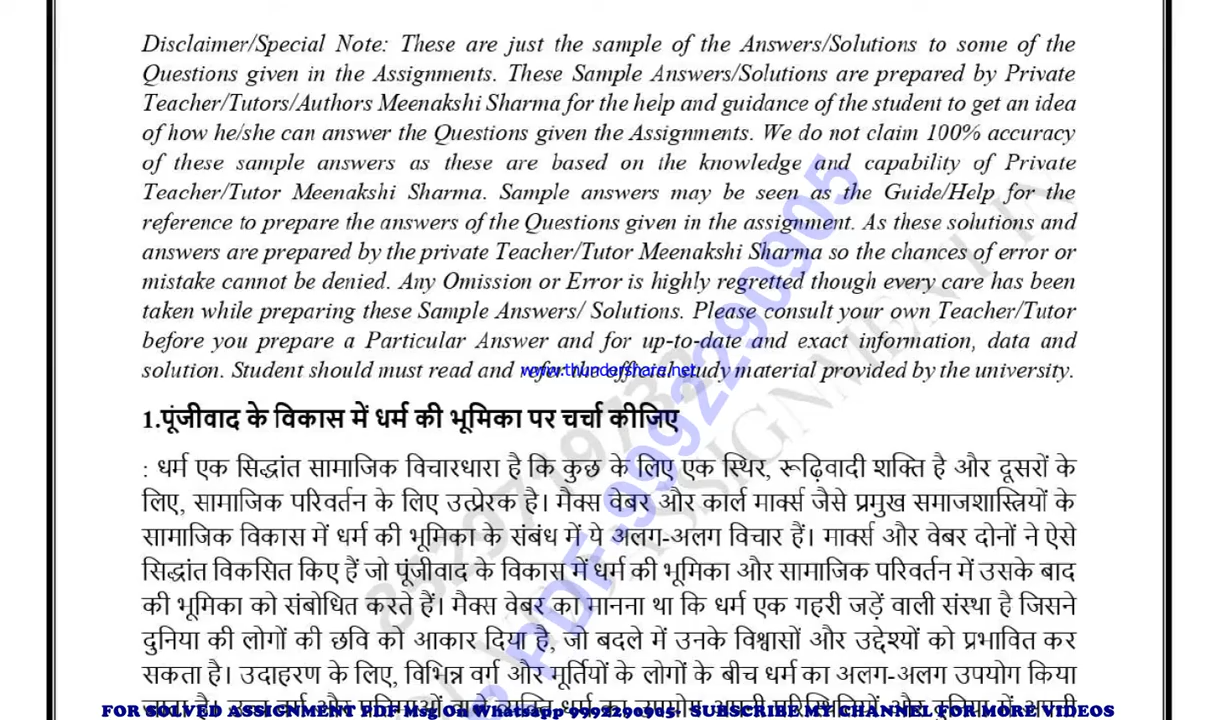 Disclaimer/Special Note: These are just the sample of the Answers/Solutions to some of the
Questions given in the Assignments. These Sample Answers/Solutions are prepared by Private
Teacher/Tutors/Authors Meenakshi Sharma for the help and guidance of the student to get an idea
of how he/she can answer the Questions given the Assignments. We do not claim 100% accuracy
of these sample answers as these are based on the knowledge and capability of Private
Teacher/Tutor Meenakshi Sharma. Sample answers may be seen as the Guide/Help for the
reference to prepare the answers of the Questions given in the assignment. As these solutions and
answers are prepared by the private Teacher/Tutor Meenakshi Sharma so the chances of error or
mistake cannot be denied. Any Omission or Error is highly regretted though every care has been
taken while preparing these Sample Answers/ Solutions. Please consult your own Teacher/Tutor
before you prepare a Particular Answer and for up-to-date and exact information, data and
solution. Student should must read and refer the official study material provided by the university.
www.thundershare.net
1.पूंजीवाद के विकास में धर्म की भूमिका पर चर्चा कीजिए
: धर्म एक सिद्धांत सामाजिक विचारधारा है कि कुछ के लिए एक स्थिर, रूढ़िवादी शक्ति है और दूसरों के
लिए, सामाजिक परिवर्तन के लिए उत्प्रेरक है। मैक्स वेबर और कार्ल मार्क्स जैसे प्रमुख समाजशास्त्रियों के
सामाजिक विकास में धर्म की भूमिका के संबंध में ये अलग-अलग विचार हैं। मार्क्स और वेबर दोनों ने ऐसे
सिद्धांत विकसित किए हैं जो पूंजीवाद के विकास में धर्म की भूमिका और सामाजिक परिवर्तन में उसके बाद
की भूमिका को संबोधित करते हैं। मैक्स वेबर का मानना था कि धर्म एक गहरी जड़ें वाली संस्था है जिसने
दुनिया की लोगों की छवि को आकार दिया है, जो बदले में उनके विश्वासों और उद्देश्यों को प्रभावित कर
सकता है। उदाहरण के लिए, विभिन्न वर्ग और मूर्तियों के लोगों के बीच धर्म का अलग-अलग उपयोग किया
FOR SOLVED ASSIGNMENT PDF Msg On Whatsapp 9992290905- SUBSCRIBE MY CHANNEL FOR MORE VIDEOS
PDF-9992290905
8529719732